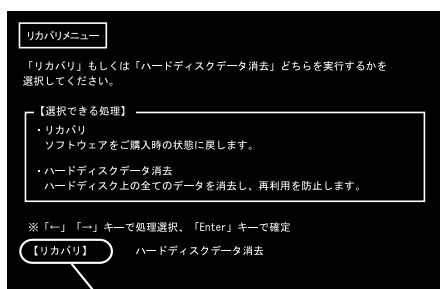 リカバリメニュー
「リカバリ」もしくは「ハードディスクデータ消去」どちらを実行するかを
選択してください。
【選択できる処理】
・リカバリ
ソフトウェアをご購入時の状態に戻します。
・ハードディスクデータ消去
ハードディスク上の全てのデータを消し、再利用を防止します。
※「←」「→」キーで処理選択、「Enter」キーで確定
【リカバリ】 ハードディスクデータ消去